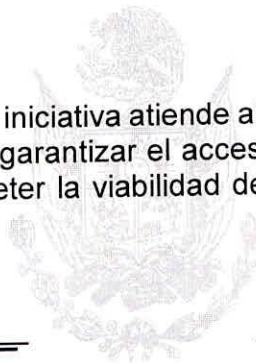 iniciativa atiende a
garantizar el acces
eter la viabilidad de